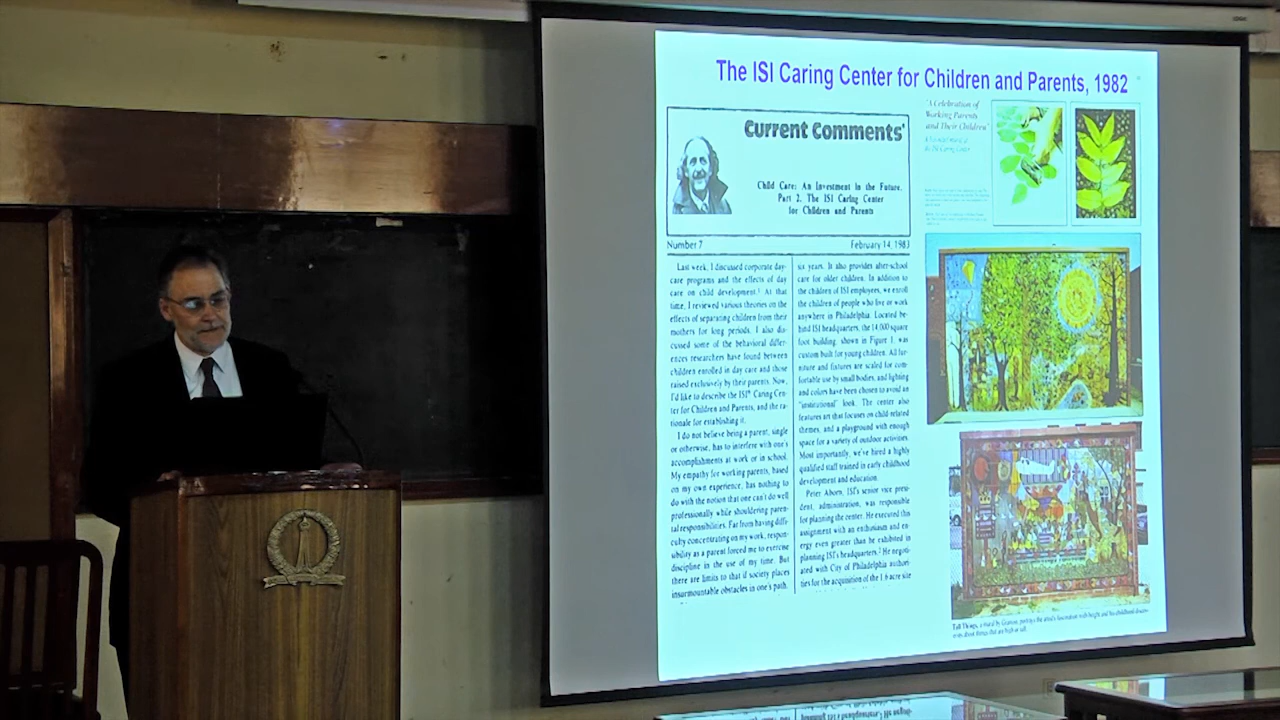 The ISI Caring Center for Children and Parents, 1982
Current Comments'
Child Care: An Investment in the Future.
Part 2. The ISI Caring Center
for Children and Parents
Number 7
February 14, 1983
Last week, I discussed corporate day-
care programs and the effects of day
care on child development.1 At that
time, I reviewed various theories on the
effects of separating children from their
mothers for long periods. I also dis-
cussed some of the behavioral differ-
ences researchers have found between
children enrolled in day care and those
raised exclusively by their parents. Now,
I'd like to describe the ISI® Caring Cen-
ter for Children and Parents, and the ra-
tionale for establishing it.
I do not believe being a parent, single
or otherwise, has to interfere with one's
accomplishments at work or in school.
My empathy for working parents, based
on my own experience, has nothing to
do with the notion that one can't do well
professionally while shouldering paren-
tal responsibilities. Far from having diffi-
culty concentrating on my work, respon-
sibility as a parent forced me to exercise
discipline in the use of my time. But
there are limits to that if society places
insurmountable obstacles in one's path.
six years. It also provides after-school
care for older children. In addition to
the children of ISI employees, we enroll
the children of people who live or work
anywhere in Philadelphia. Located be-
hind ISI headquarters, the 14,000 square
foot building, shown in Figure 1, was
custom built for young children. All fur-
niture and fixtures are scaled for com-
fortable use by small bodies, and lighting
and colors have been chosen to avoid an
"institutional" look. The center also
features art that focuses on child-related
themes, and a playground with enough
space for a variety of outdoor activities.
Most importantly, we've hired a highly
qualified staff trained in early childhood
development and education.
Peter Aborn, ISI's senior vice presi-
dent, administration, was responsible
for planning the center. He executed this
assignment with an enthusiasm and en-
ergy even greater than he exhibited in
planning ISI's headquarters.2 He negoti-
ated with City of Philadelphia authori-
ties for the acquisition of the 1.6 acre site
"A Celebration of
Working Parents
and Their Children"
the ISI Caring Center
Tall Things, a mural by